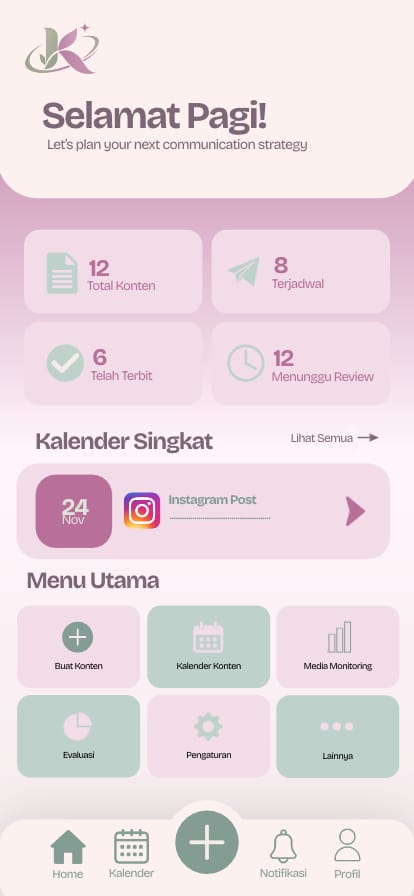 Selamat Pagi!
Let's plan your next communication strategy
12
Total Konten
8
Terjadwal
6
Telah Terbit
12
Menunggu Review
Kalender Singkat
Lihat Semua
24
Nov
Instagram Post
Menu Utama
Buat Konten
Kalender Konten
Media Monitoring
Evaluasi
Pengaturan
Lainnya
Home
Kalender
Notifikasi
Profil